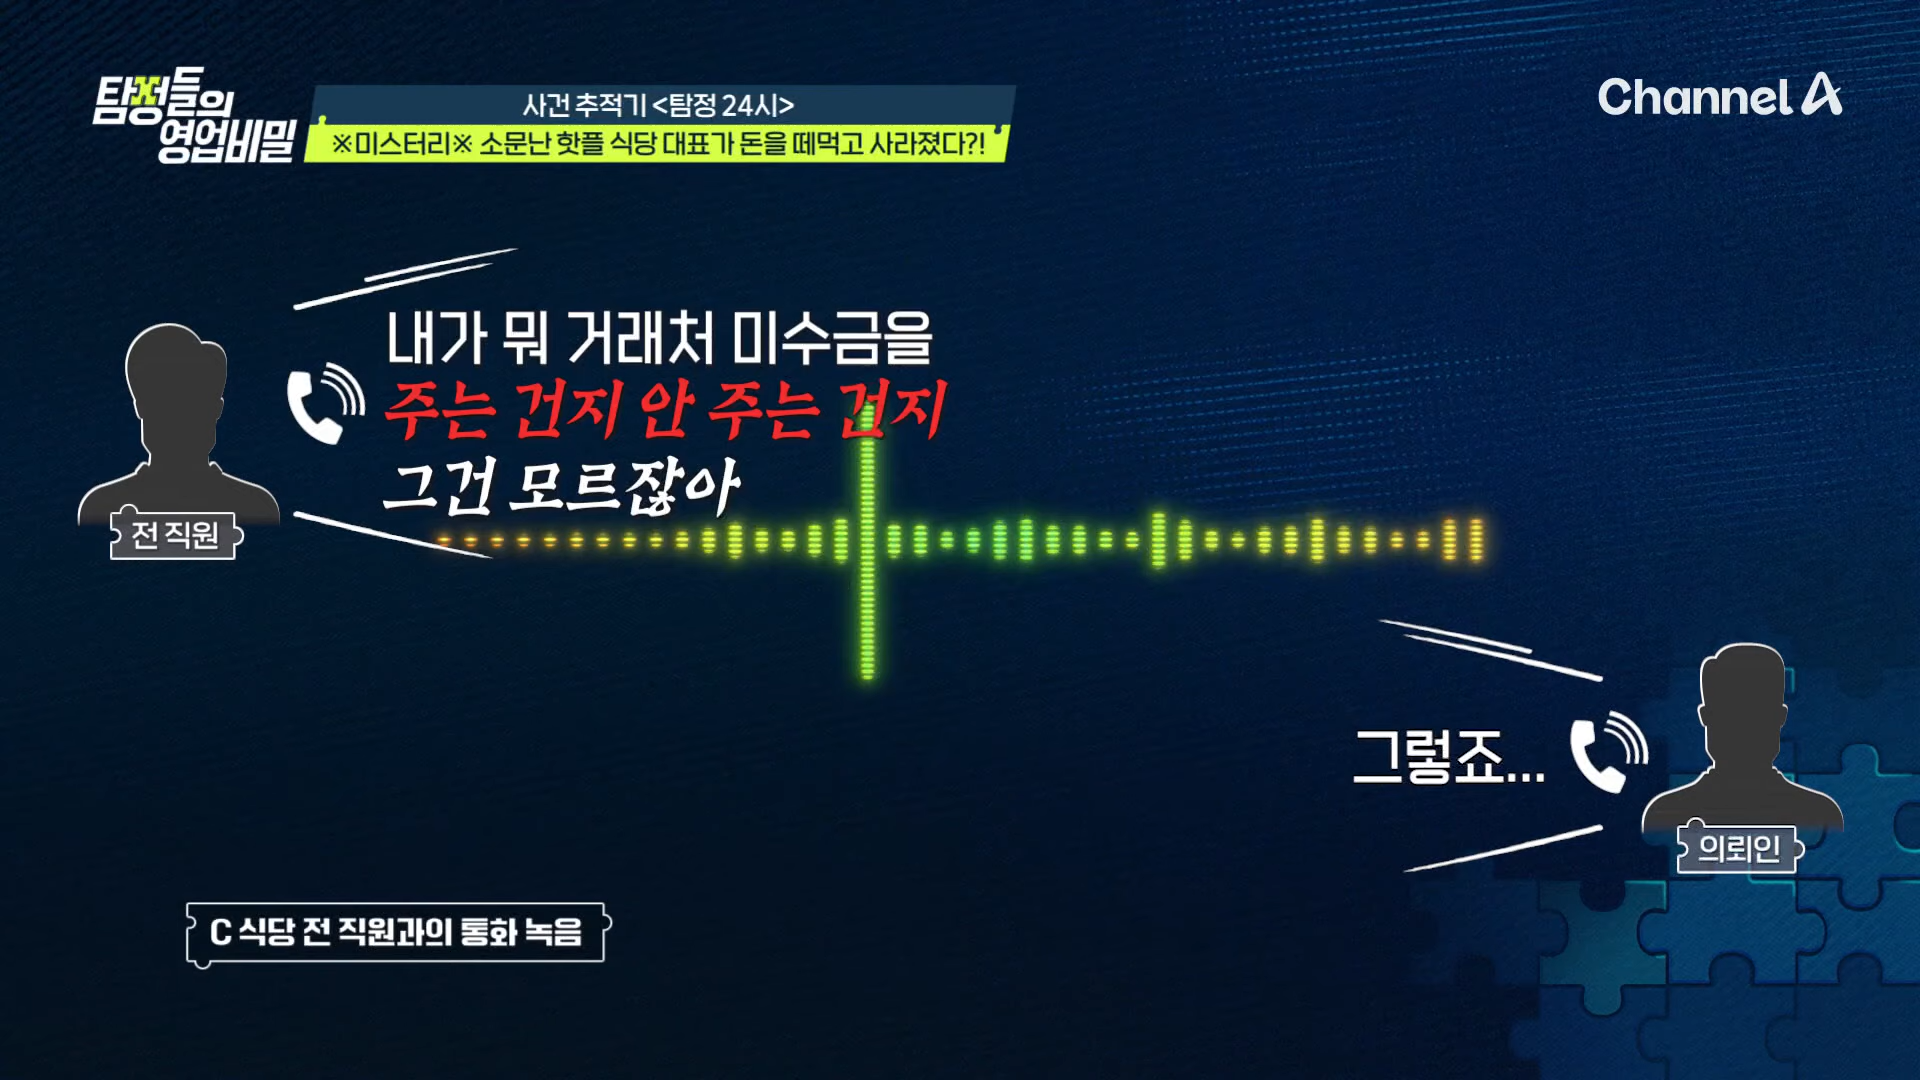 탐정들의
영업비밀
사건 추적기 <탐정 24시>
※미스터리※ 소문난 핫플 식당 대표가 돈을 떼먹고 사라졌다?!
Channel A
내가 뭐 거래처 미수금을
주는 건지 안 주는 건지
그건 모르잖아
전 직원
그렇죠...
의뢰인
C 식당 전 직원과의 통화 녹음